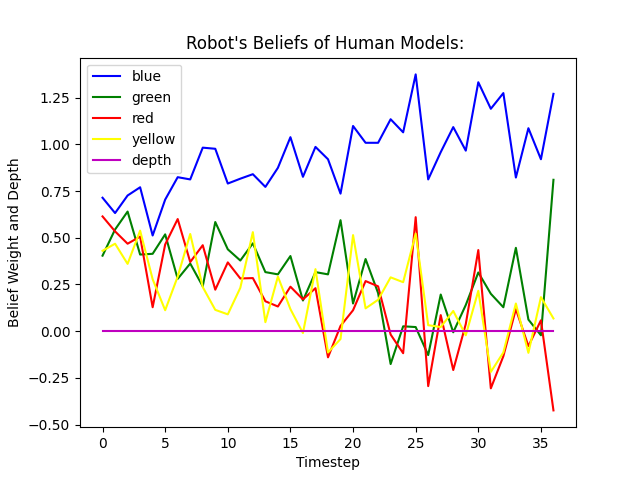 Robot's Beliefs of Human Models:
blue
green
red
yellow
depth
Belief Weight and Depth
1.25
1.00
0.75
0.50
0.25
0.00
−0.25
−0.50
0 5 10 15 20 25 30 35
Timestep